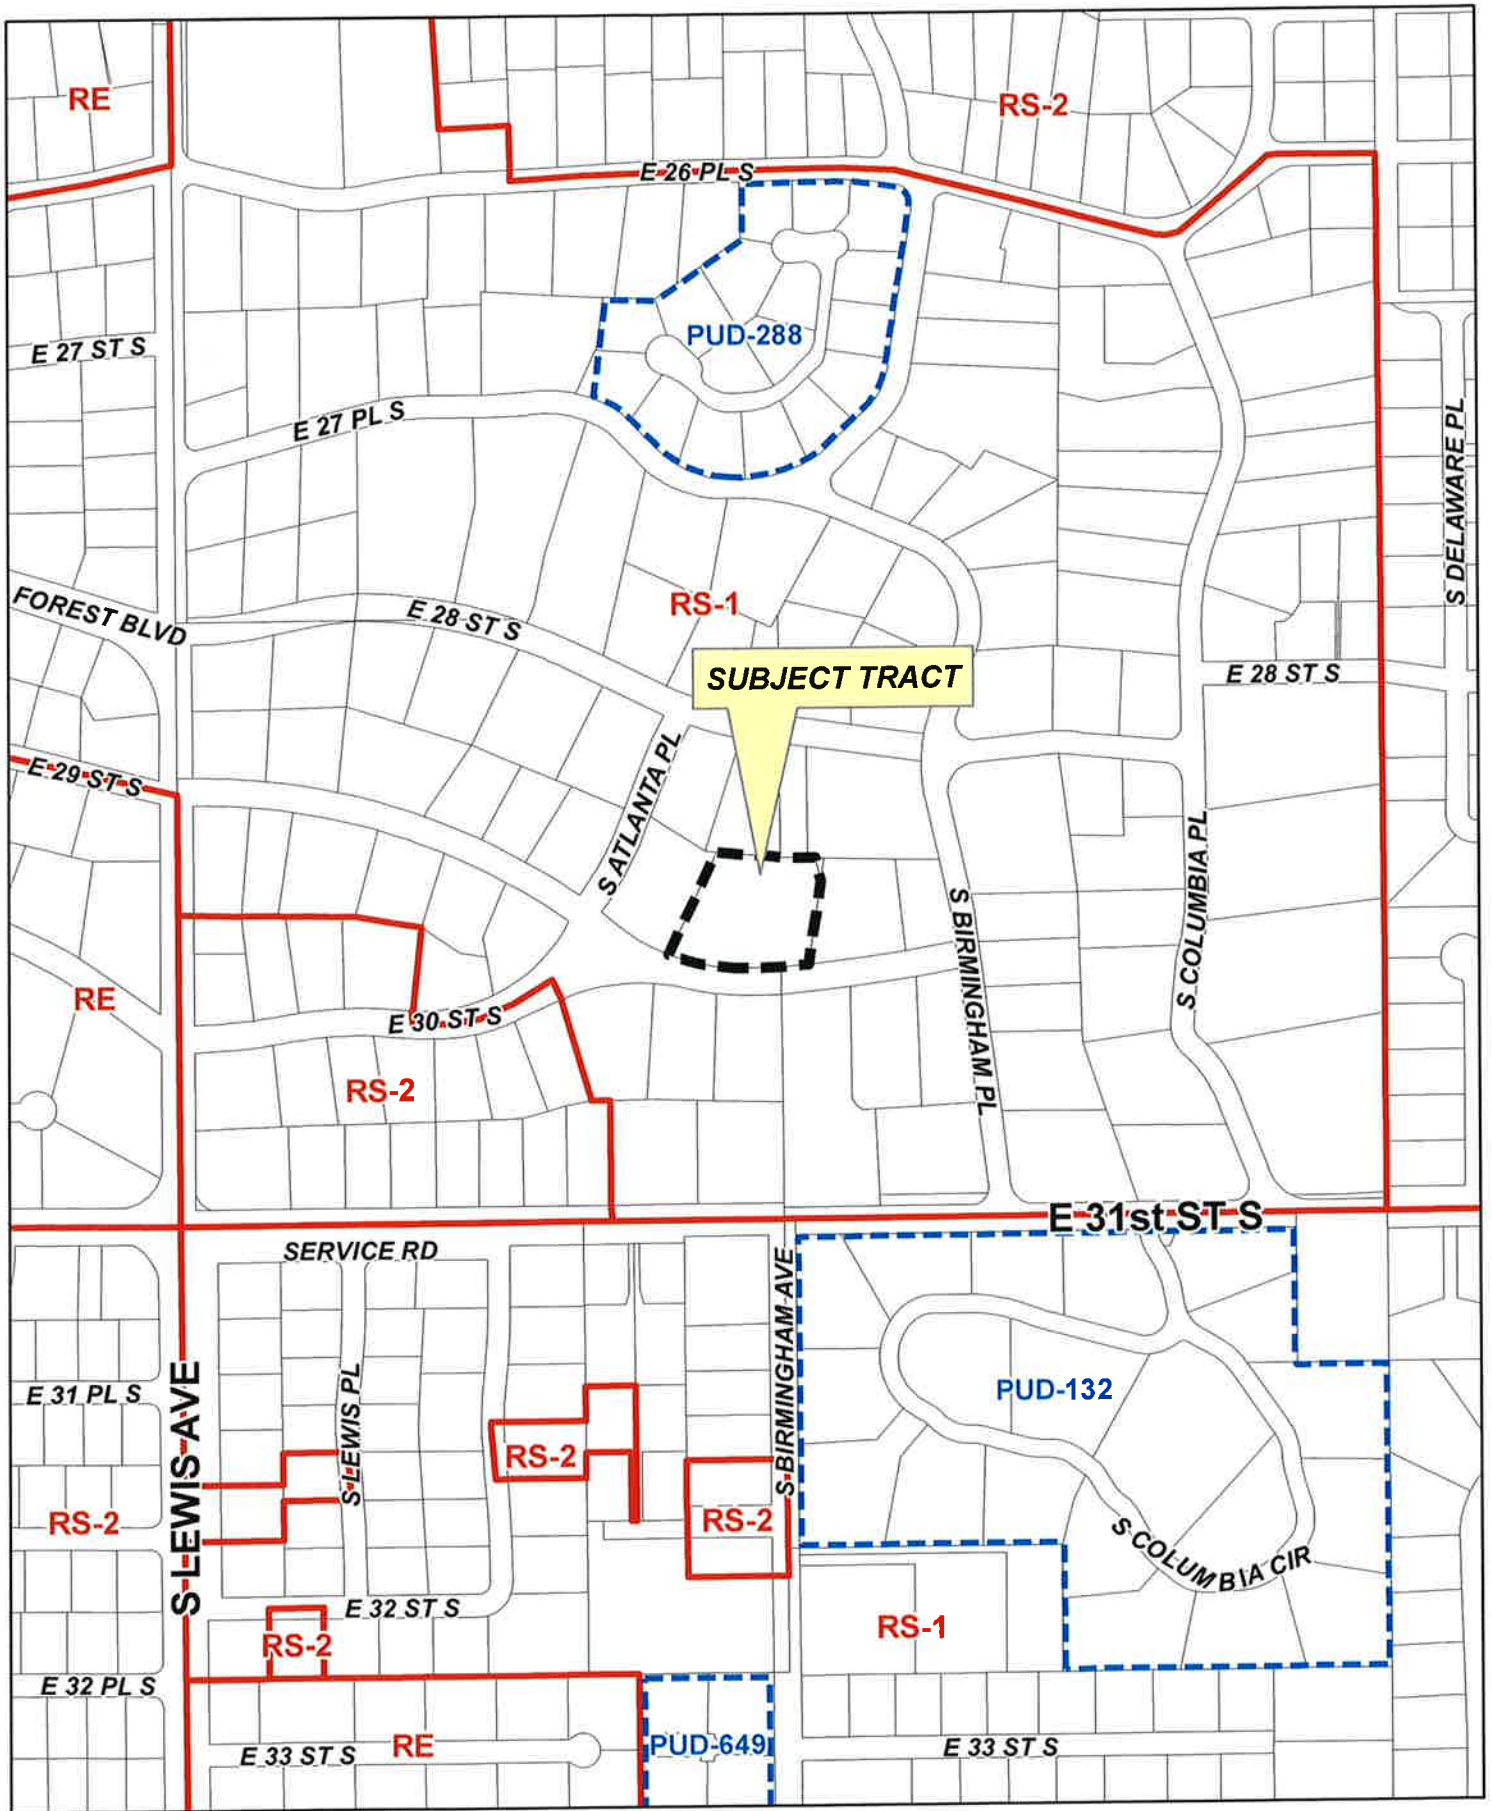 RE
RS-2
E 26 PL S
PUD-288
E 27 ST S
E 27 PL S
S DELAWARE PL
RS-1
FOREST BLVD
E 28 ST S
SUBJECT TRACT
E 28 ST S
E 29 ST S
S ATLANTA PL
S COLUMBIA PL
S BIRMINGHAM PL
RE
E 30 ST S
RS-2
E 31st ST S
SERVICE RD
S BIRMINGHAM AVE
E 31 PL S
S LEWIS AVE
S LEWIS PL
PUD-132
RS-2
RS-2
RS-2
S COLUMBIA CIR
E 32 ST S
RS-2
RS-1
E 32 PL S
E 33 ST S
RE
PUD-649
E 33 ST S